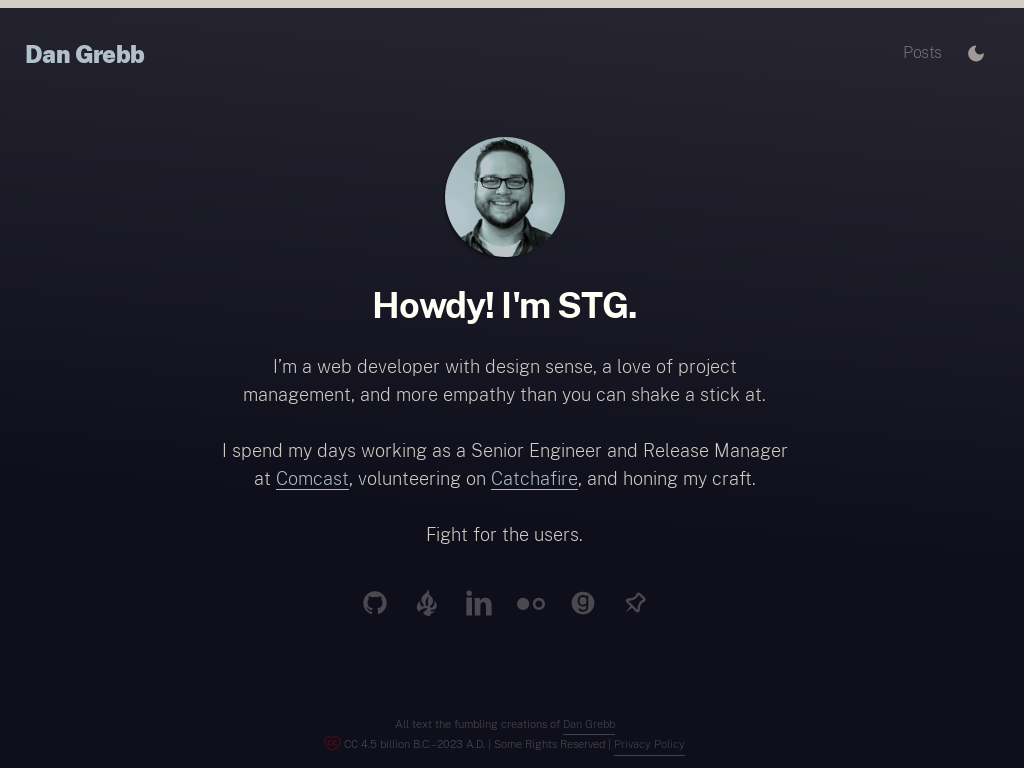 Dan Grebb
Posts
Howdy! I'm STG.
I’m a web developer with design sense, a love of project
management, and more empathy than you can shake a stick at.
I spend my days working as a Senior Engineer and Release Manager
at Comcast, volunteering on Catchafire, and honing my craft.
Fight for the users.
All text the fumbling creations of Dan Grebb
CC 4.5 billion B.C.–2023 A.D. | Some Rights Reserved | Privacy Policy